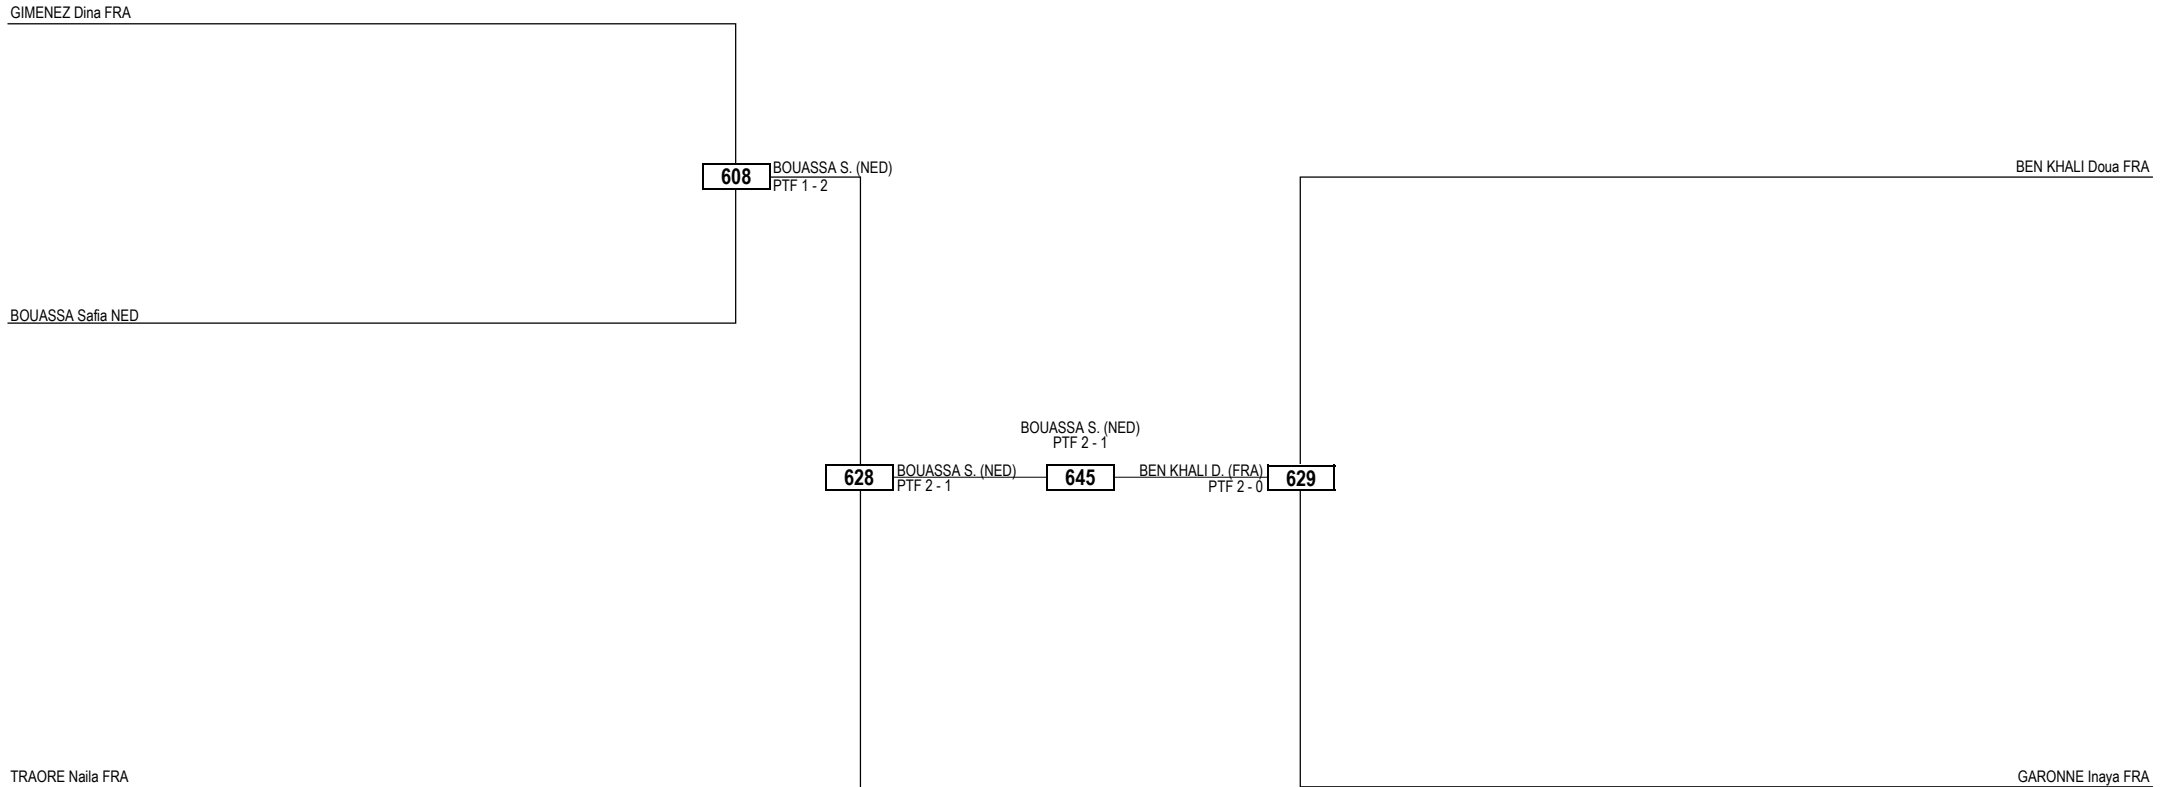 GIMENEZ Dina FRA
608
BOUASSA S. (NED)
PTF 1 - 2
BEN KHALI Doua FRA
BOUASSA Safia NED
BOUASSA S. (NED)
PTF 2 - 1
628
BOUASSA S. (NED)
PTF 2 - 1
645
BEN KHALI D. (FRA)
PTF 2 - 0
629
TRAORE Naila FRA
GARONNE Inaya FRA